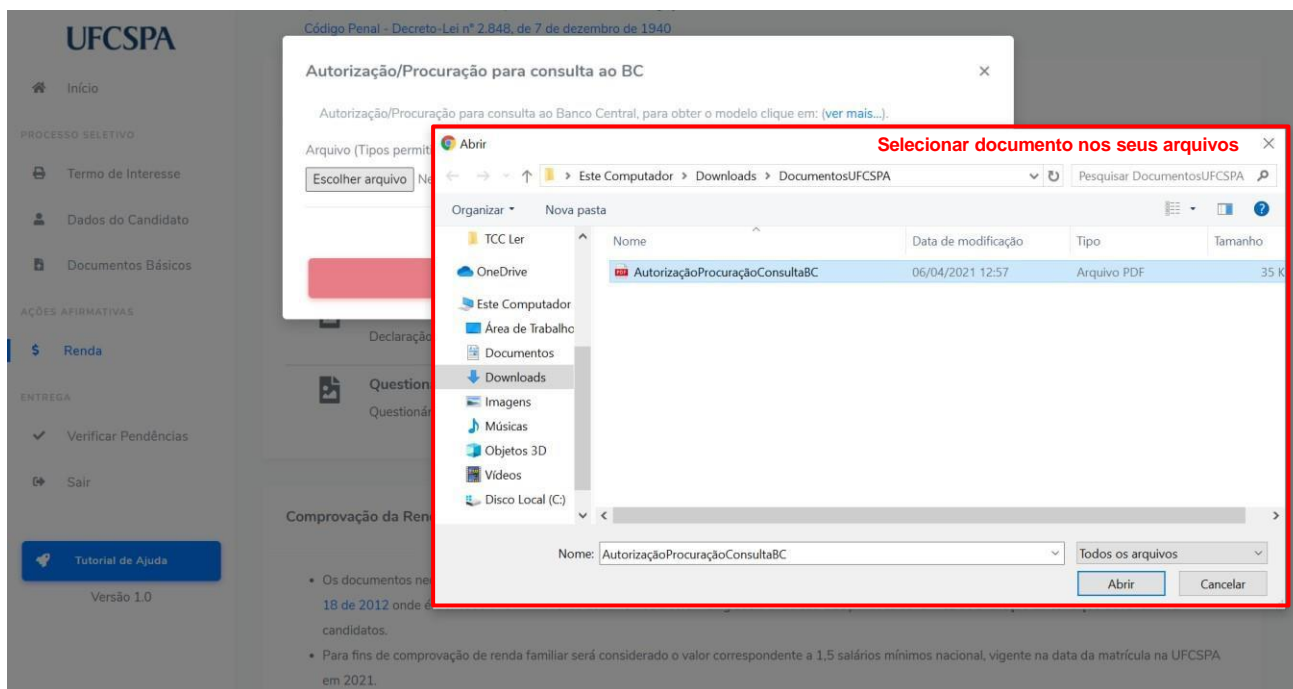 UFCSPA
Início
PROCESSO SELETIVO
Termo de Interesse
Dados do Candidato
Documentos Básicos
AÇÕES AFIRMATIVAS
$ Renda
ENTREGA
Verificar Pendências
Sair
Tutorial de Ajuda
Versão 1.0
Código Penal - Decreto-Lei nº 2.848, de 7 de dezembro de 1940
Autorização/Procuração para consulta ao BC
Autorização/Procuração para consulta ao Banco Central, para obter o modelo clique em: (ver mais...).
Arquivo (Tipos permit
Escolher arquivo Ne
Declaração
Question
Questionár
Abrir
Selecionar documento nos seus arquivos
Este Computador > Downloads > DocumentosUFCSPA
Pesquisar DocumentosUFCSPA
Organizar
Nova pasta
TCC Ler
OneDrive
Este Computador
Área de Trabalho
Documentos
Downloads
Imagens
Músicas
Objetos 3D
Vídeos
Disco Local (C:)
Nome Data de modificação Tipo Tamanho
AutorizaçãoProcuraçãoConsultaBC 06/04/2021 12:57 Arquivo PDF 35 K
Nome: AutorizaçãoProcuraçãoConsultaBC
Todos os arquivos
Abrir Cancelar
Comprovação da Ren
• Os documentos nec
18 de 2012 onde é
candidatos.
• Para fins de comprovação de renda familiar será considerado o valor correspondente a 1,5 salários mínimos nacional, vigente na data da matrícula na UFCSPA
em 2021.